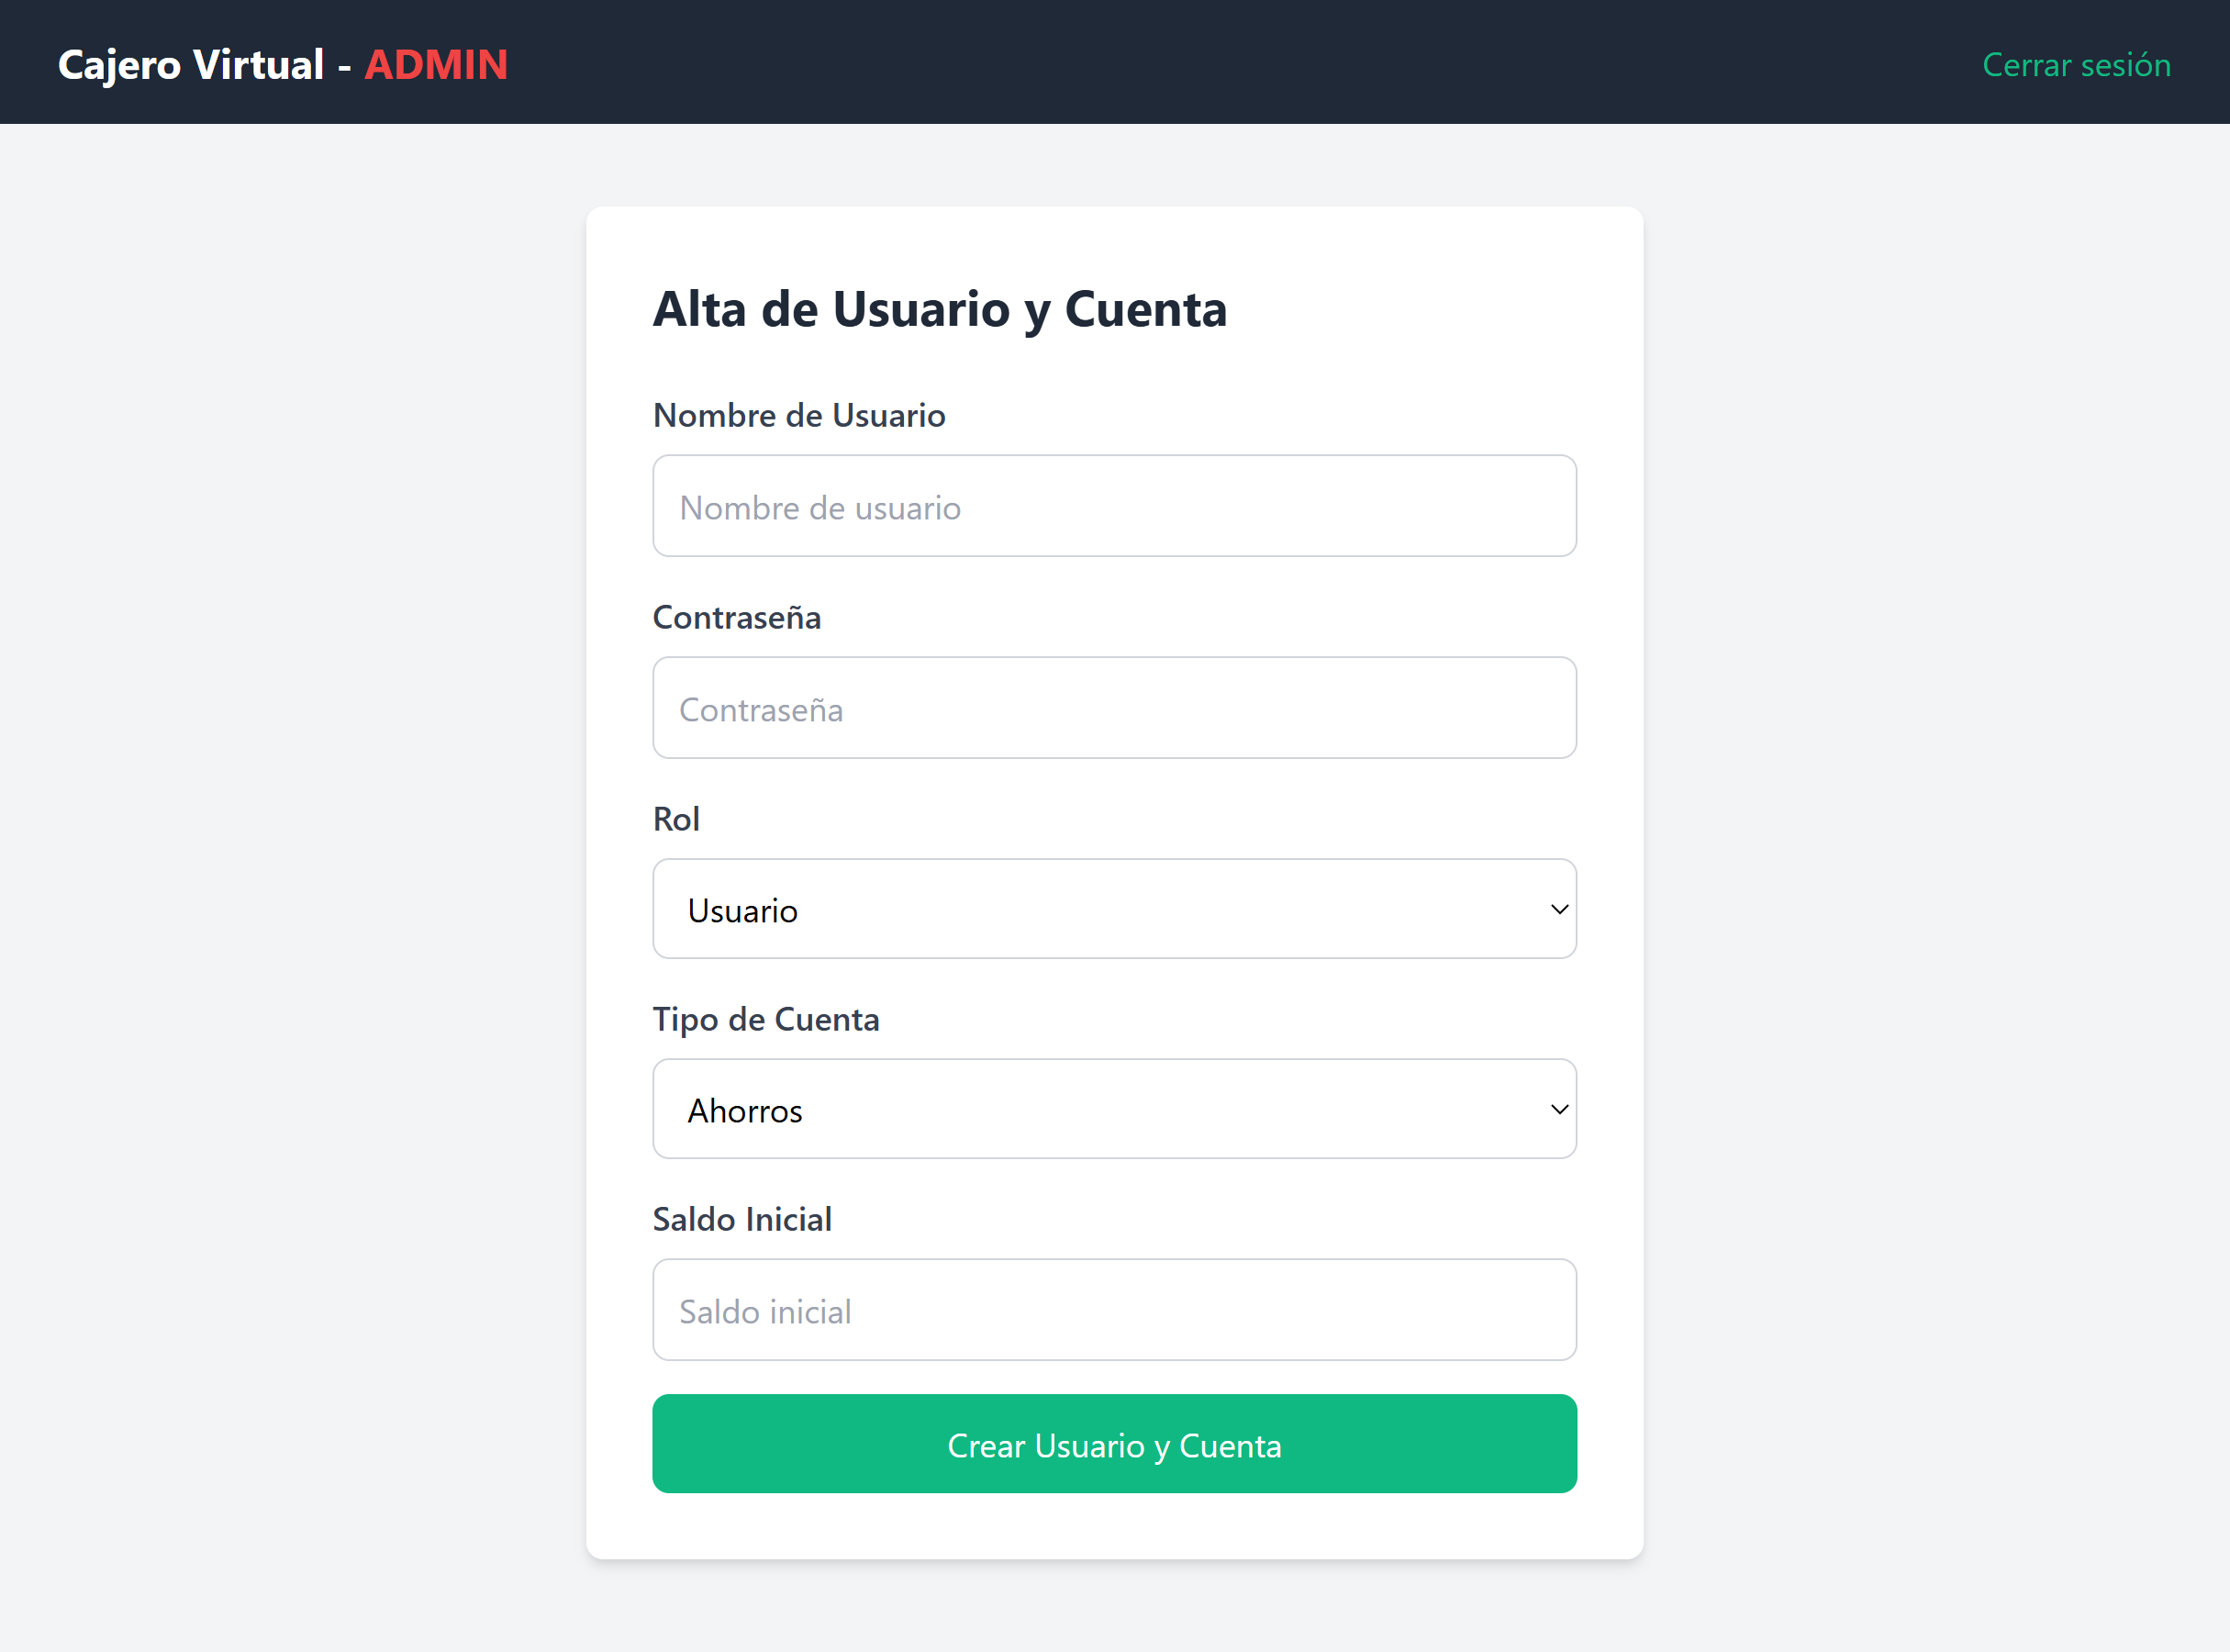 Cajero Virtual - ADMIN
Cerrar sesión
Alta de Usuario y Cuenta
Nombre de Usuario
Nombre de usuario
Contraseña
Contraseña
Rol
Usuario
Tipo de Cuenta
Ahorros
Saldo Inicial
Saldo inicial
Crear Usuario y Cuenta